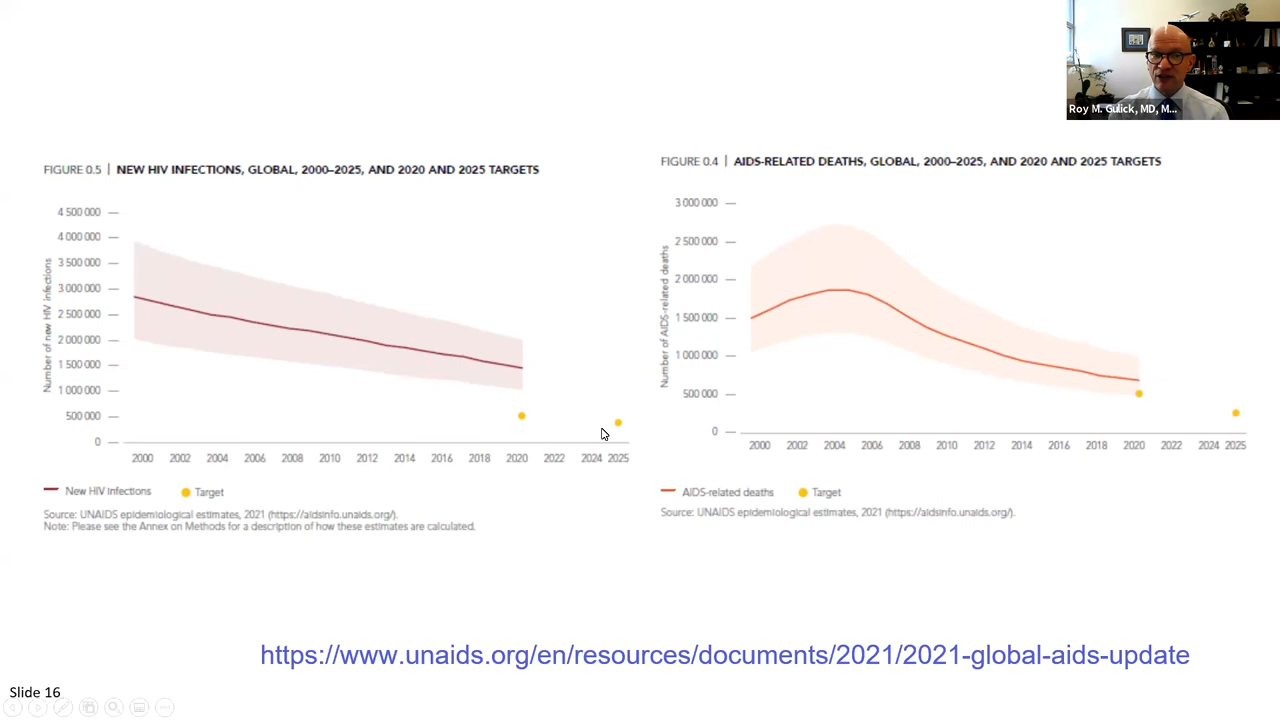 Roy M. Gulick, MD, M...
FIGURE 0.5 | NEW HIV INFECTIONS, GLOBAL, 2000–2025, AND 2020 AND 2025 TARGETS
Number of new HIV infections
4 500 000
4 000 000
3 500 000
3 000 000
2 500 000
2 000 000
1 500 000
1 000 000
500 000
0
2000 2002 2004 2006 2008 2010 2012 2014 2016 2018 2020 2022 2024 2025
New HIV infections Target
Source: UNAIDS epidemiological estimates, 2021 (https://aidsinfo.unaids.org/).
Note: Please see the Annex on Methods for a description of how these estimates are calculated.
FIGURE 0.4 | AIDS-RELATED DEATHS, GLOBAL, 2000–2025, AND 2020 AND 2025 TARGETS
Number of AIDS-related deaths
3 000 000
2 500 000
2 000 000
1 500 000
1 000 000
500 000
0
2000 2002 2004 2006 2008 2010 2012 2014 2016 2018 2020 2022 2024 2025
AIDS-related deaths Target
Source: UNAIDS epidemiological estimates, 2021 (https://aidsinfo.unaids.org/).
https://www.unaids.org/en/resources/documents/2021/2021-global-aids-update
Slide 16